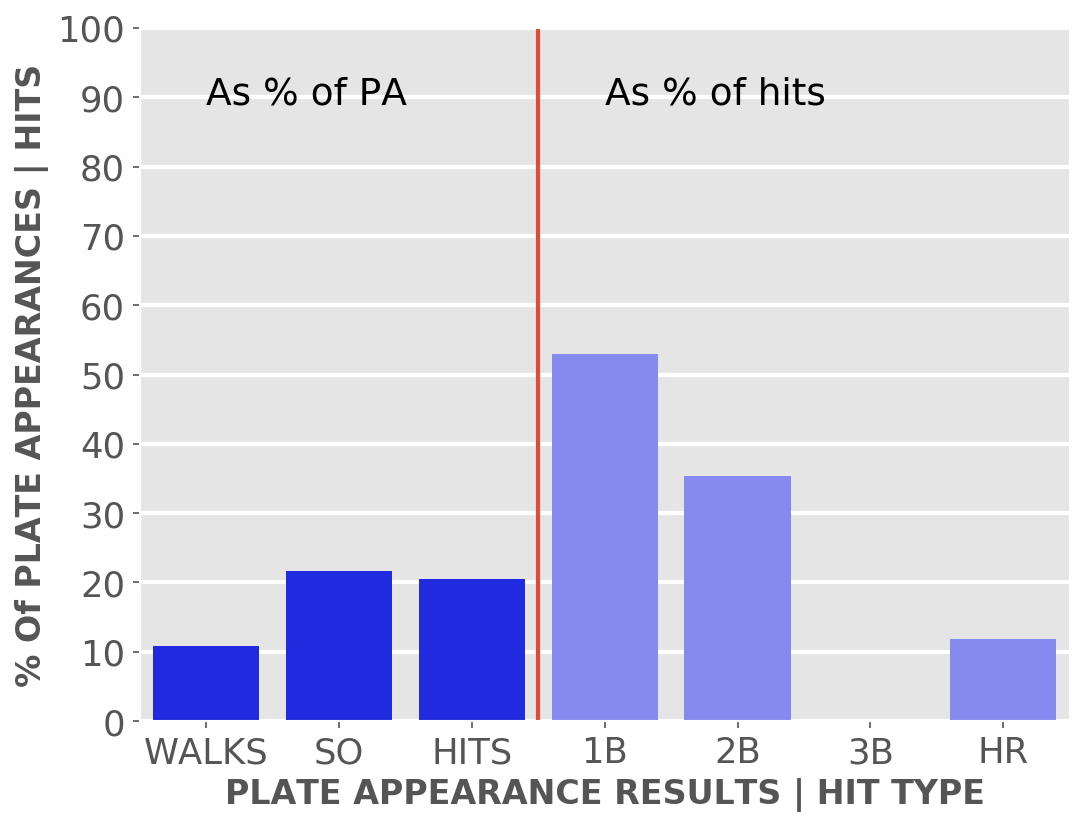 100
90
80
70
60
50
40
30
20
10
0
% Of PLATE APPEARANCES | HITS
As % of PA
As % of hits
WALKS SO HITS 1B 2B 3B HR
PLATE APPEARANCE RESULTS | HIT TYPE